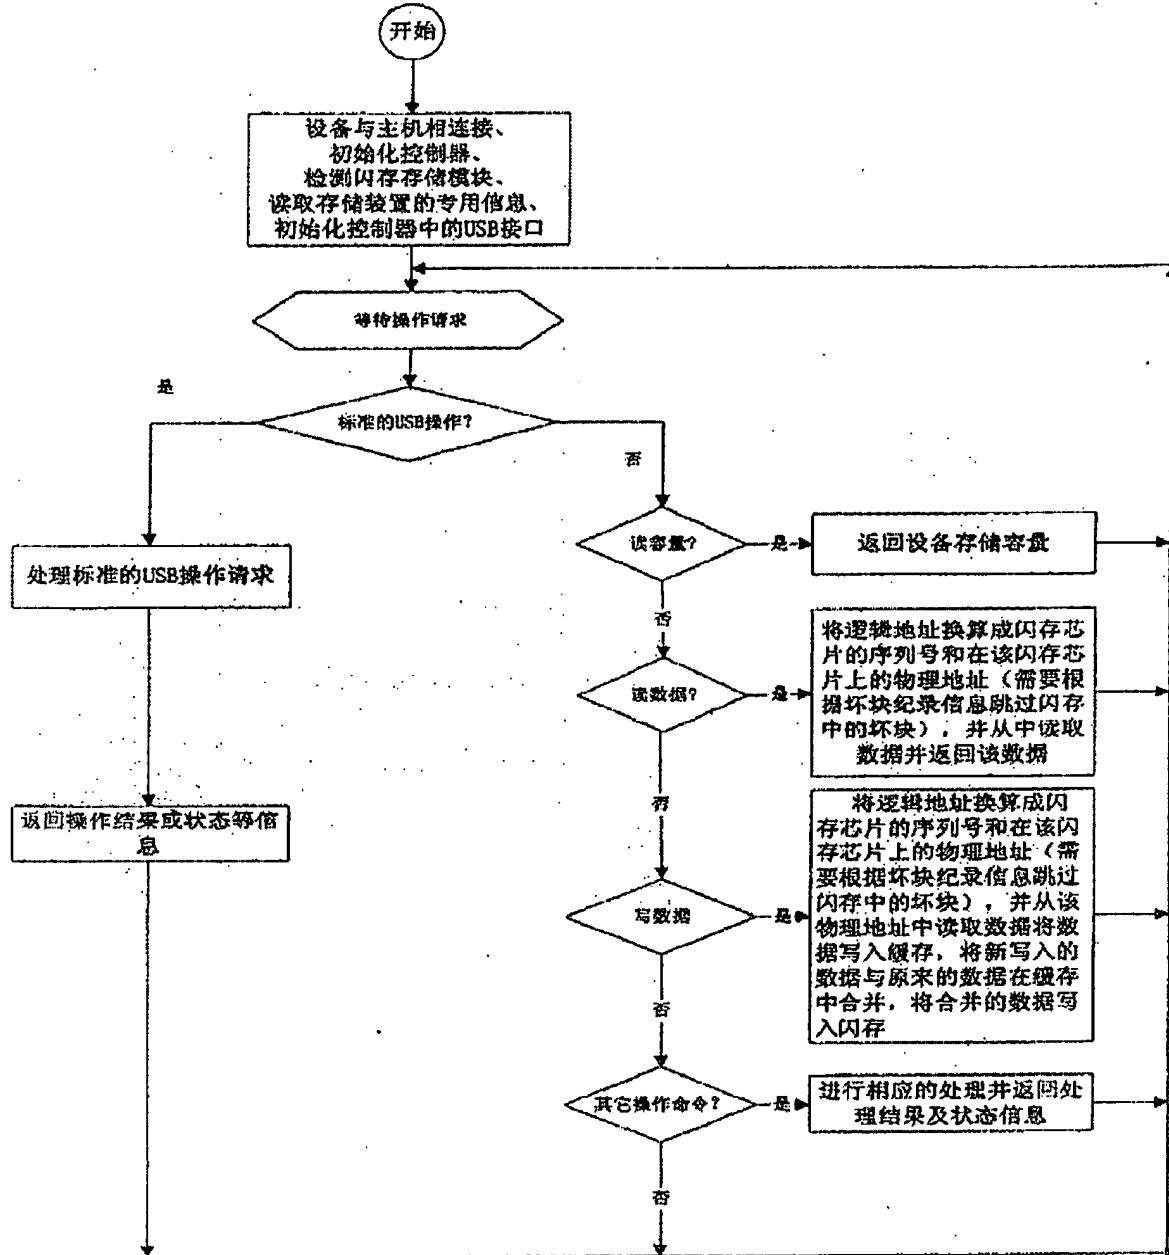 开始
设备与主机相连接、
初始化控制器、
检测闪存存储模块、
读取存储装置的专用信息、
初始化控制器中的USB接口
等待操作请求
是
标准的USB操作?
否
读容量?
是
返回设备存储容量
处理标准的USB操作请求
否
将逻辑地址换算成闪存芯
片的序列号和在该闪存芯
片上的物理地址（需要根
据坏块纪录信息跳过闪存
中的坏块），并从中读取
数据并返回该数据
读数据?
是
否
返回操作结果或状态等信
息
将逻辑地址换算成闪
存芯片的序列号和在该闪
存芯片上的物理地址（需
要根据坏块纪录信息跳过
闪存中的坏块），并从该
物理地址中读取数据将数
据写入缓存，将新写入的
数据与原来的数据在缓存
中合并，将合并的数据写
入闪存
写数据
是
否
其它操作命令?
是
进行相应的处理并返回处
理结果及状态信息
否